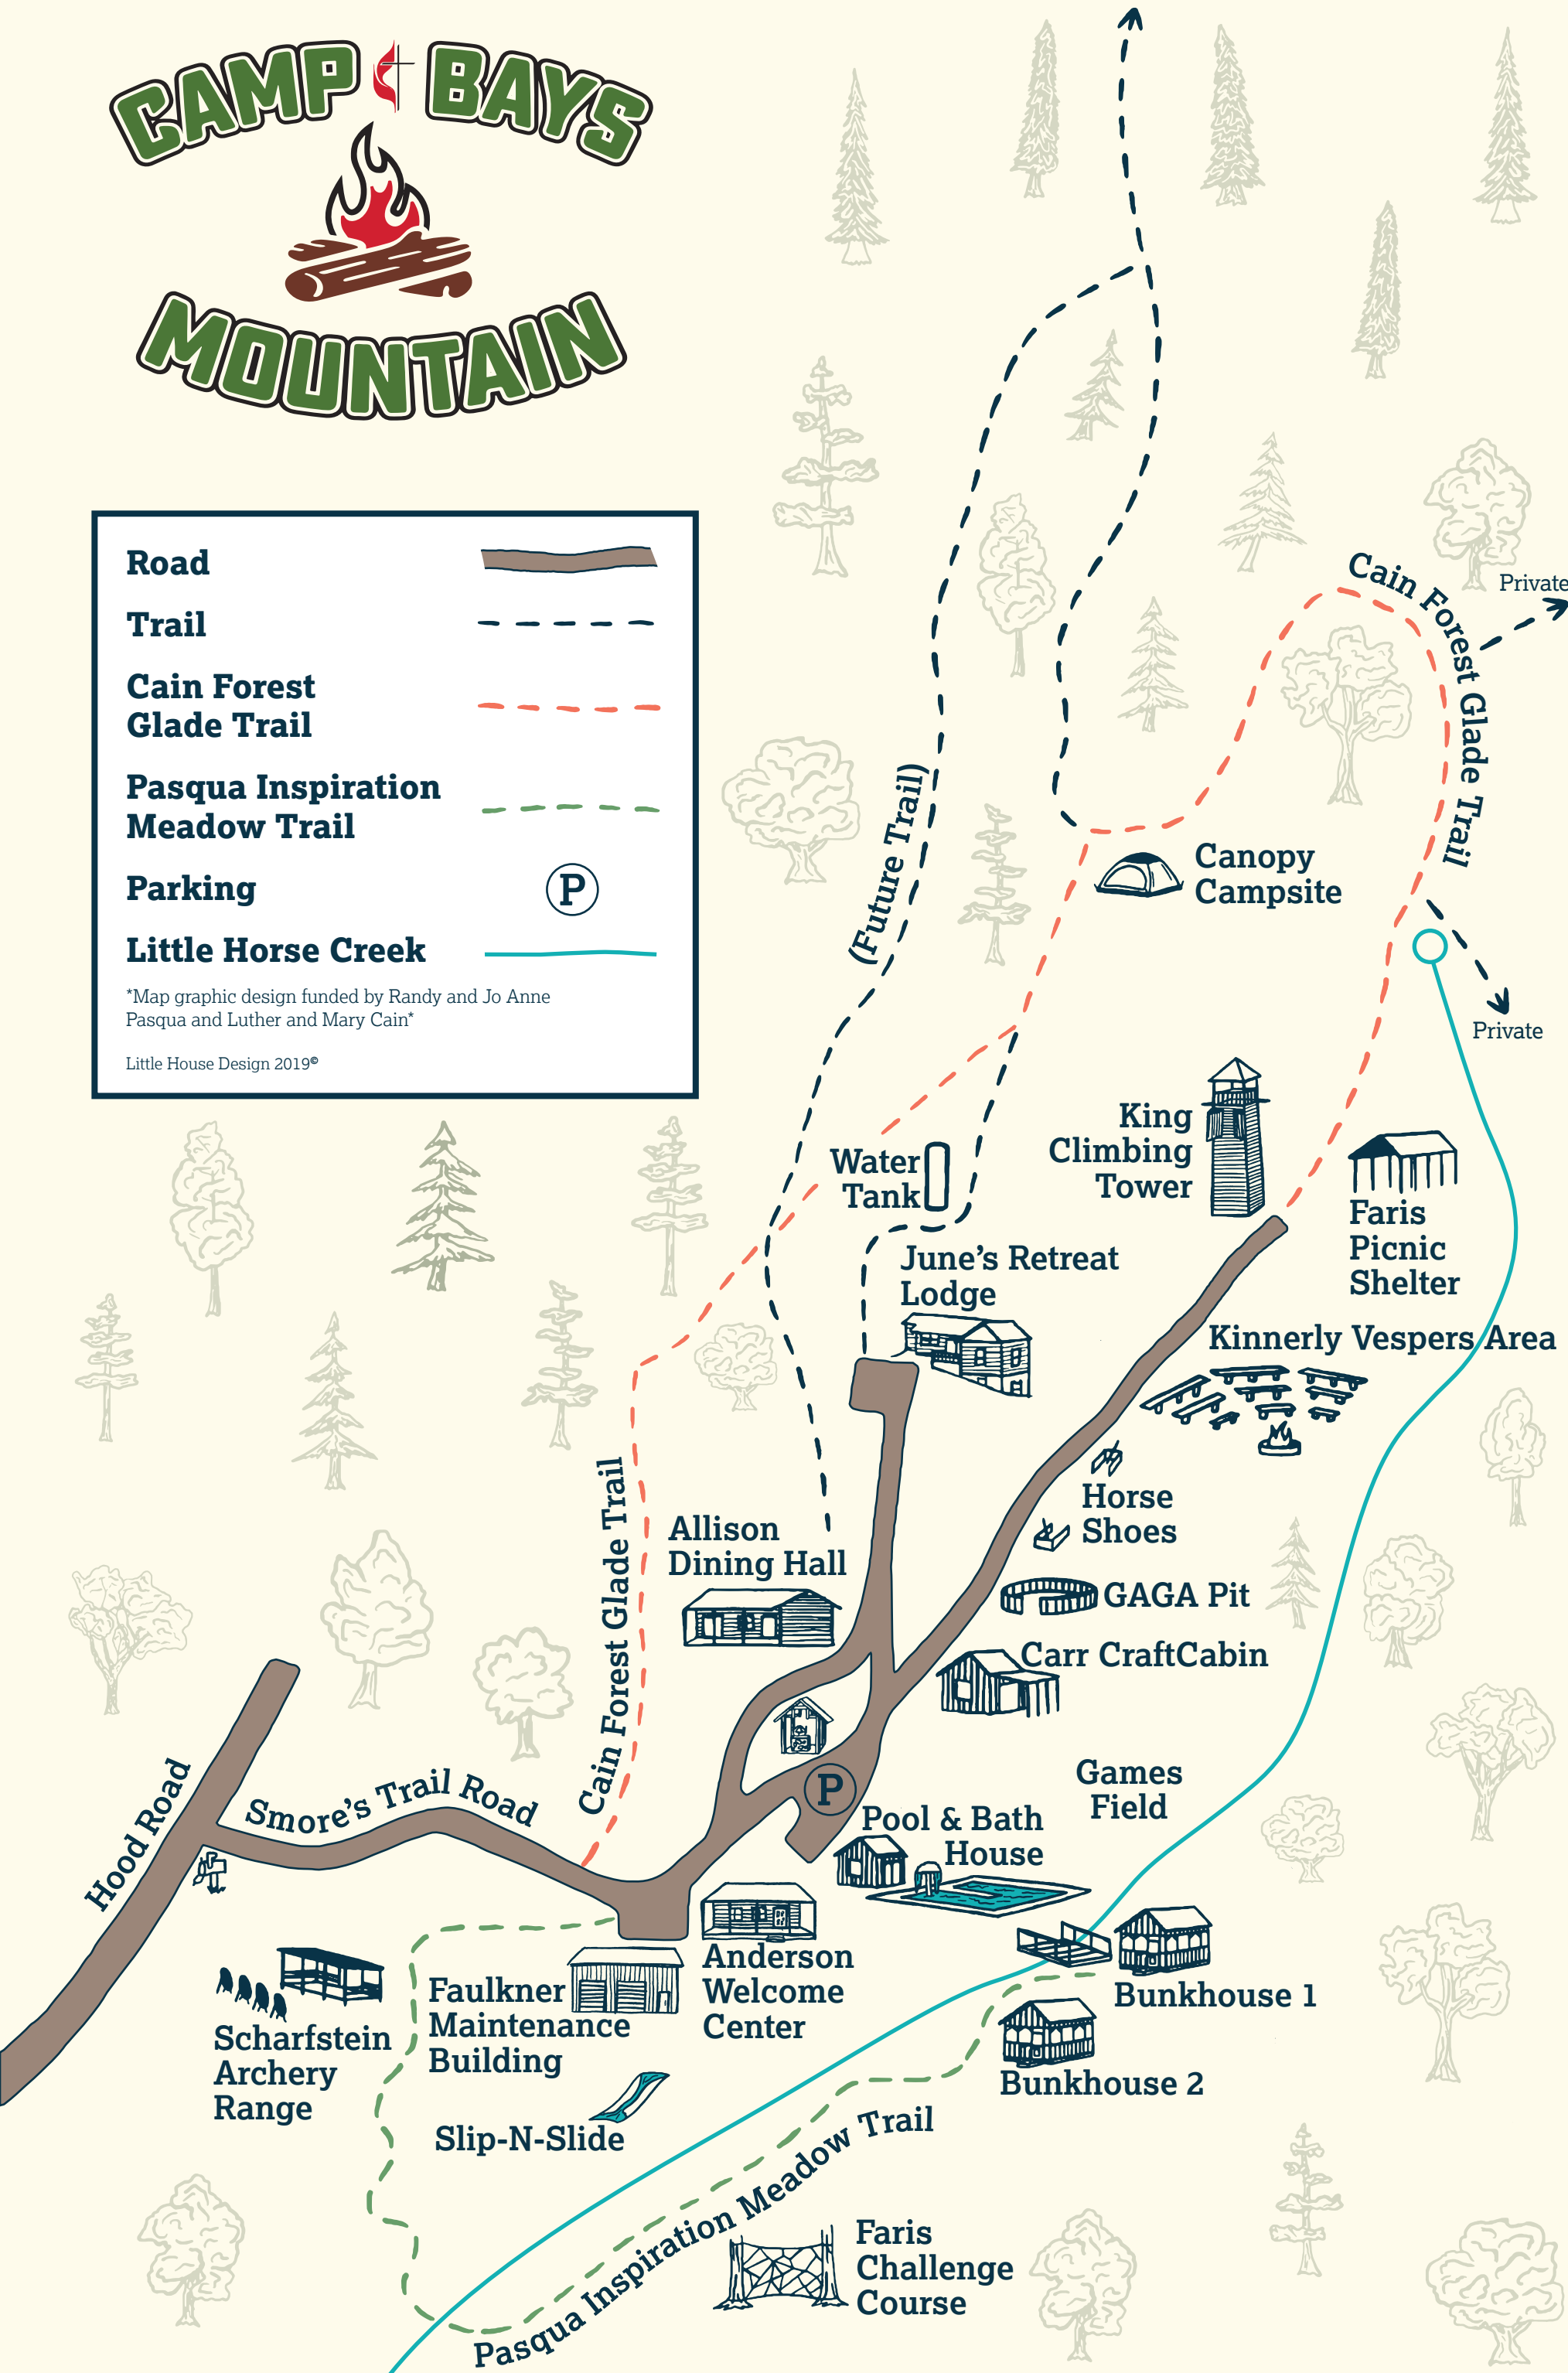 CAMP BAYS
MOUNTAIN
Road
Trail
Cain Forest
Glade Trail
Pasqua Inspiration
Meadow Trail
Parking
P
Little Horse Creek
*Map graphic design funded by Randy and Jo Anne
Pasqua and Luther and Mary Cain*
Little House Design 2019©
Cain Forest Glade Trail
Private
(Future Trail)
Canopy
Campsite
Private
King
Climbing
Tower
Water
Tank
Faris
Picnic
Shelter
June's Retreat
Lodge
Kinnerly Vespers Area
Horse
Shoes
Cain Forest Glade Trail
Allison
Dining Hall
GAGA Pit
Carr CraftCabin
Hood Road
Smore's Trail Road
P
Games
Field
Pool & Bath
House
Anderson
Welcome
Center
Faulkner
Maintenance
Building
Bunkhouse 1
Scharfstein
Archery
Range
Bunkhouse 2
Slip-N-Slide
Pasqua Inspiration Meadow Trail
Faris
Challenge
Course